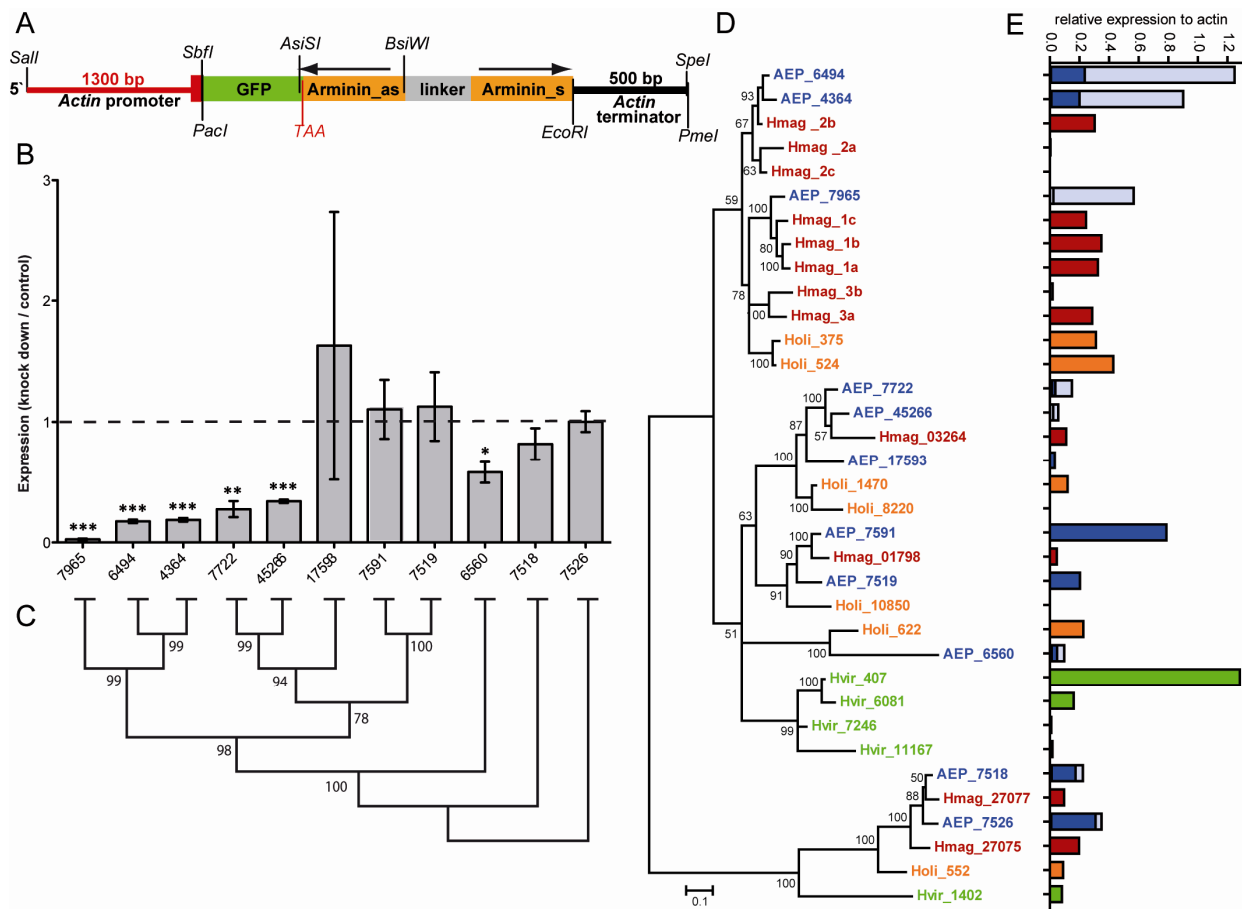 A
SalI
SbfI
AsiSI
BsiWI
SpeI
5`
1300 bp
GFP
Arminin_as
linker
Arminin_s
500 bp
Actin promoter
Actin terminator
PacI
TAA
EcoRI
PmeI
B
Expression (knock down / control)
3
2
1
0
*** *** *** ** *** *
7965 6494 4364 7722 45266 17598 7591 7519 6560 7518 7526
C
99
100
99
99
94
78
98
100
D
AEP_6494
AEP_4364
Hmag _2b
Hmag _2a
Hmag_2c
AEP_7965
Hmag_1c
Hmag_1b
Hmag_1a
Hmag_3b
Hmag_3a
Holi_375
Holi_524
AEP_7722
AEP_45266
Hmag_03264
AEP_17593
Holi_1470
Holi_8220
AEP_7591
Hmag_01798
AEP_7519
Holi_10850
Holi_622
AEP_6560
Hvir_407
Hvir_6081
Hvir_7246
Hvir_11167
AEP_7518
Hmag_27077
AEP_7526
Hmag_27075
Holi_552
Hvir_1402
93
67
63
59
100
80
100
78
100
100
100
87
57
100
63
100
90
91
51
100
100
99
50
88
100
100
100
0.1
E
relative expression to actin
0.0 0.2 0.4 0.6 0.8 1.0 1.2